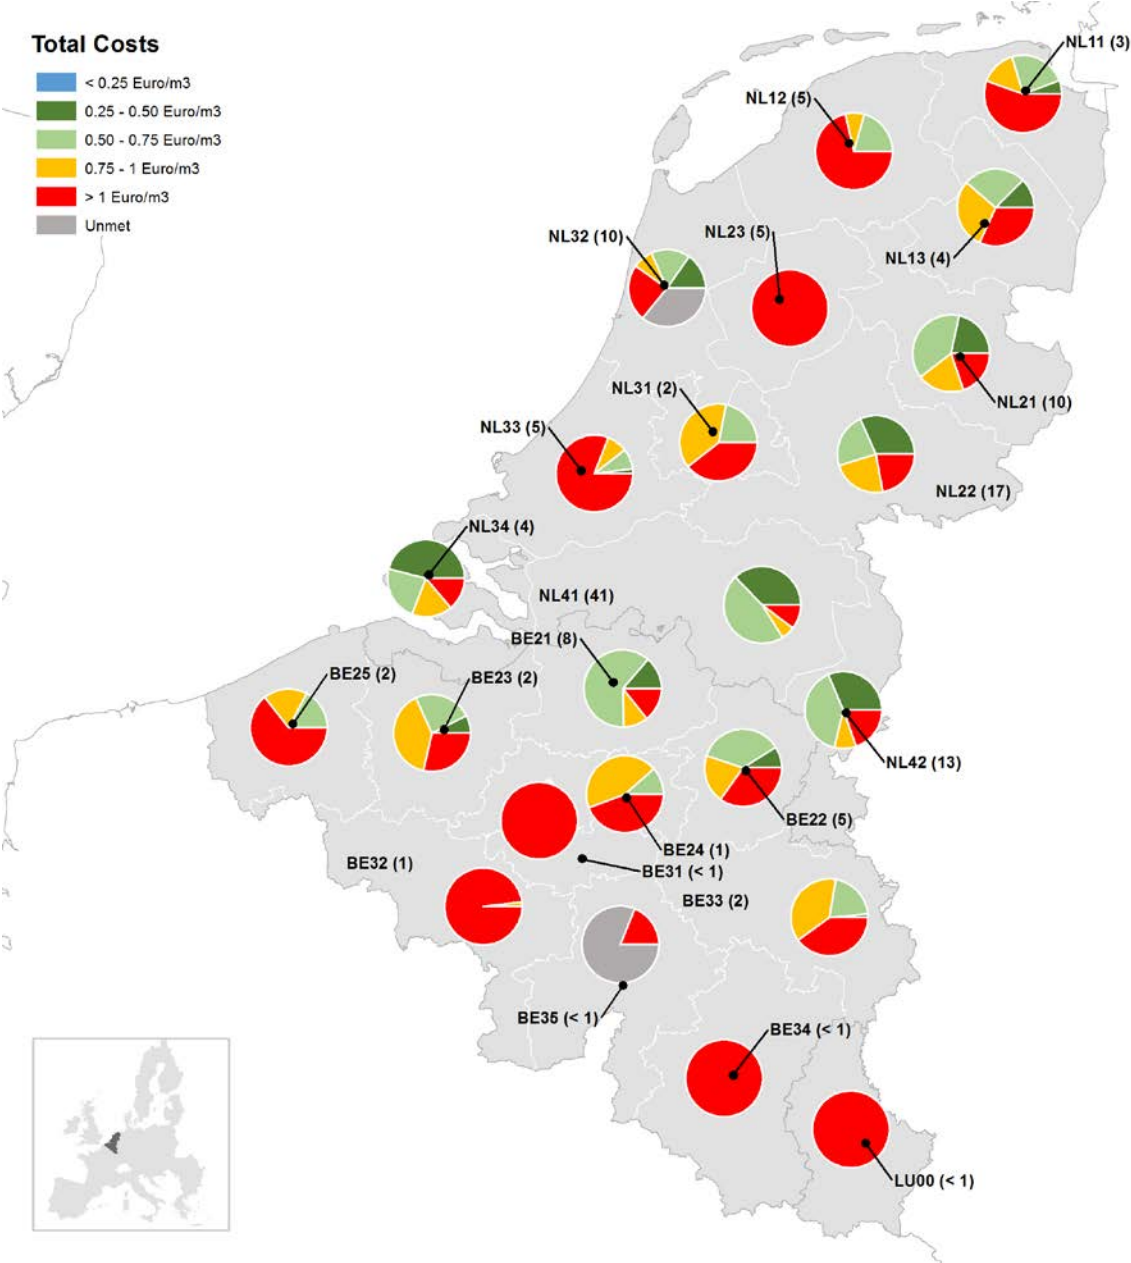 Total Costs
< 0.25 Euro/m3
0.25 - 0.50 Euro/m3
0.50 - 0.75 Euro/m3
0.75 - 1 Euro/m3
> 1 Euro/m3
Unmet
NL11 (3)
NL12 (5)
NL13 (4)
NL32 (10)
NL23 (5)
NL31 (2)
NL21 (10)
NL33 (5)
NL22 (17)
NL34 (4)
NL41 (41)
BE21 (8)
BE25 (2)
BE23 (2)
NL42 (13)
BE22 (5)
BE24 (1)
BE32 (1)
BE31 (< 1)
BE33 (2)
BE35 (< 1)
BE34 (< 1)
LU00 (< 1)